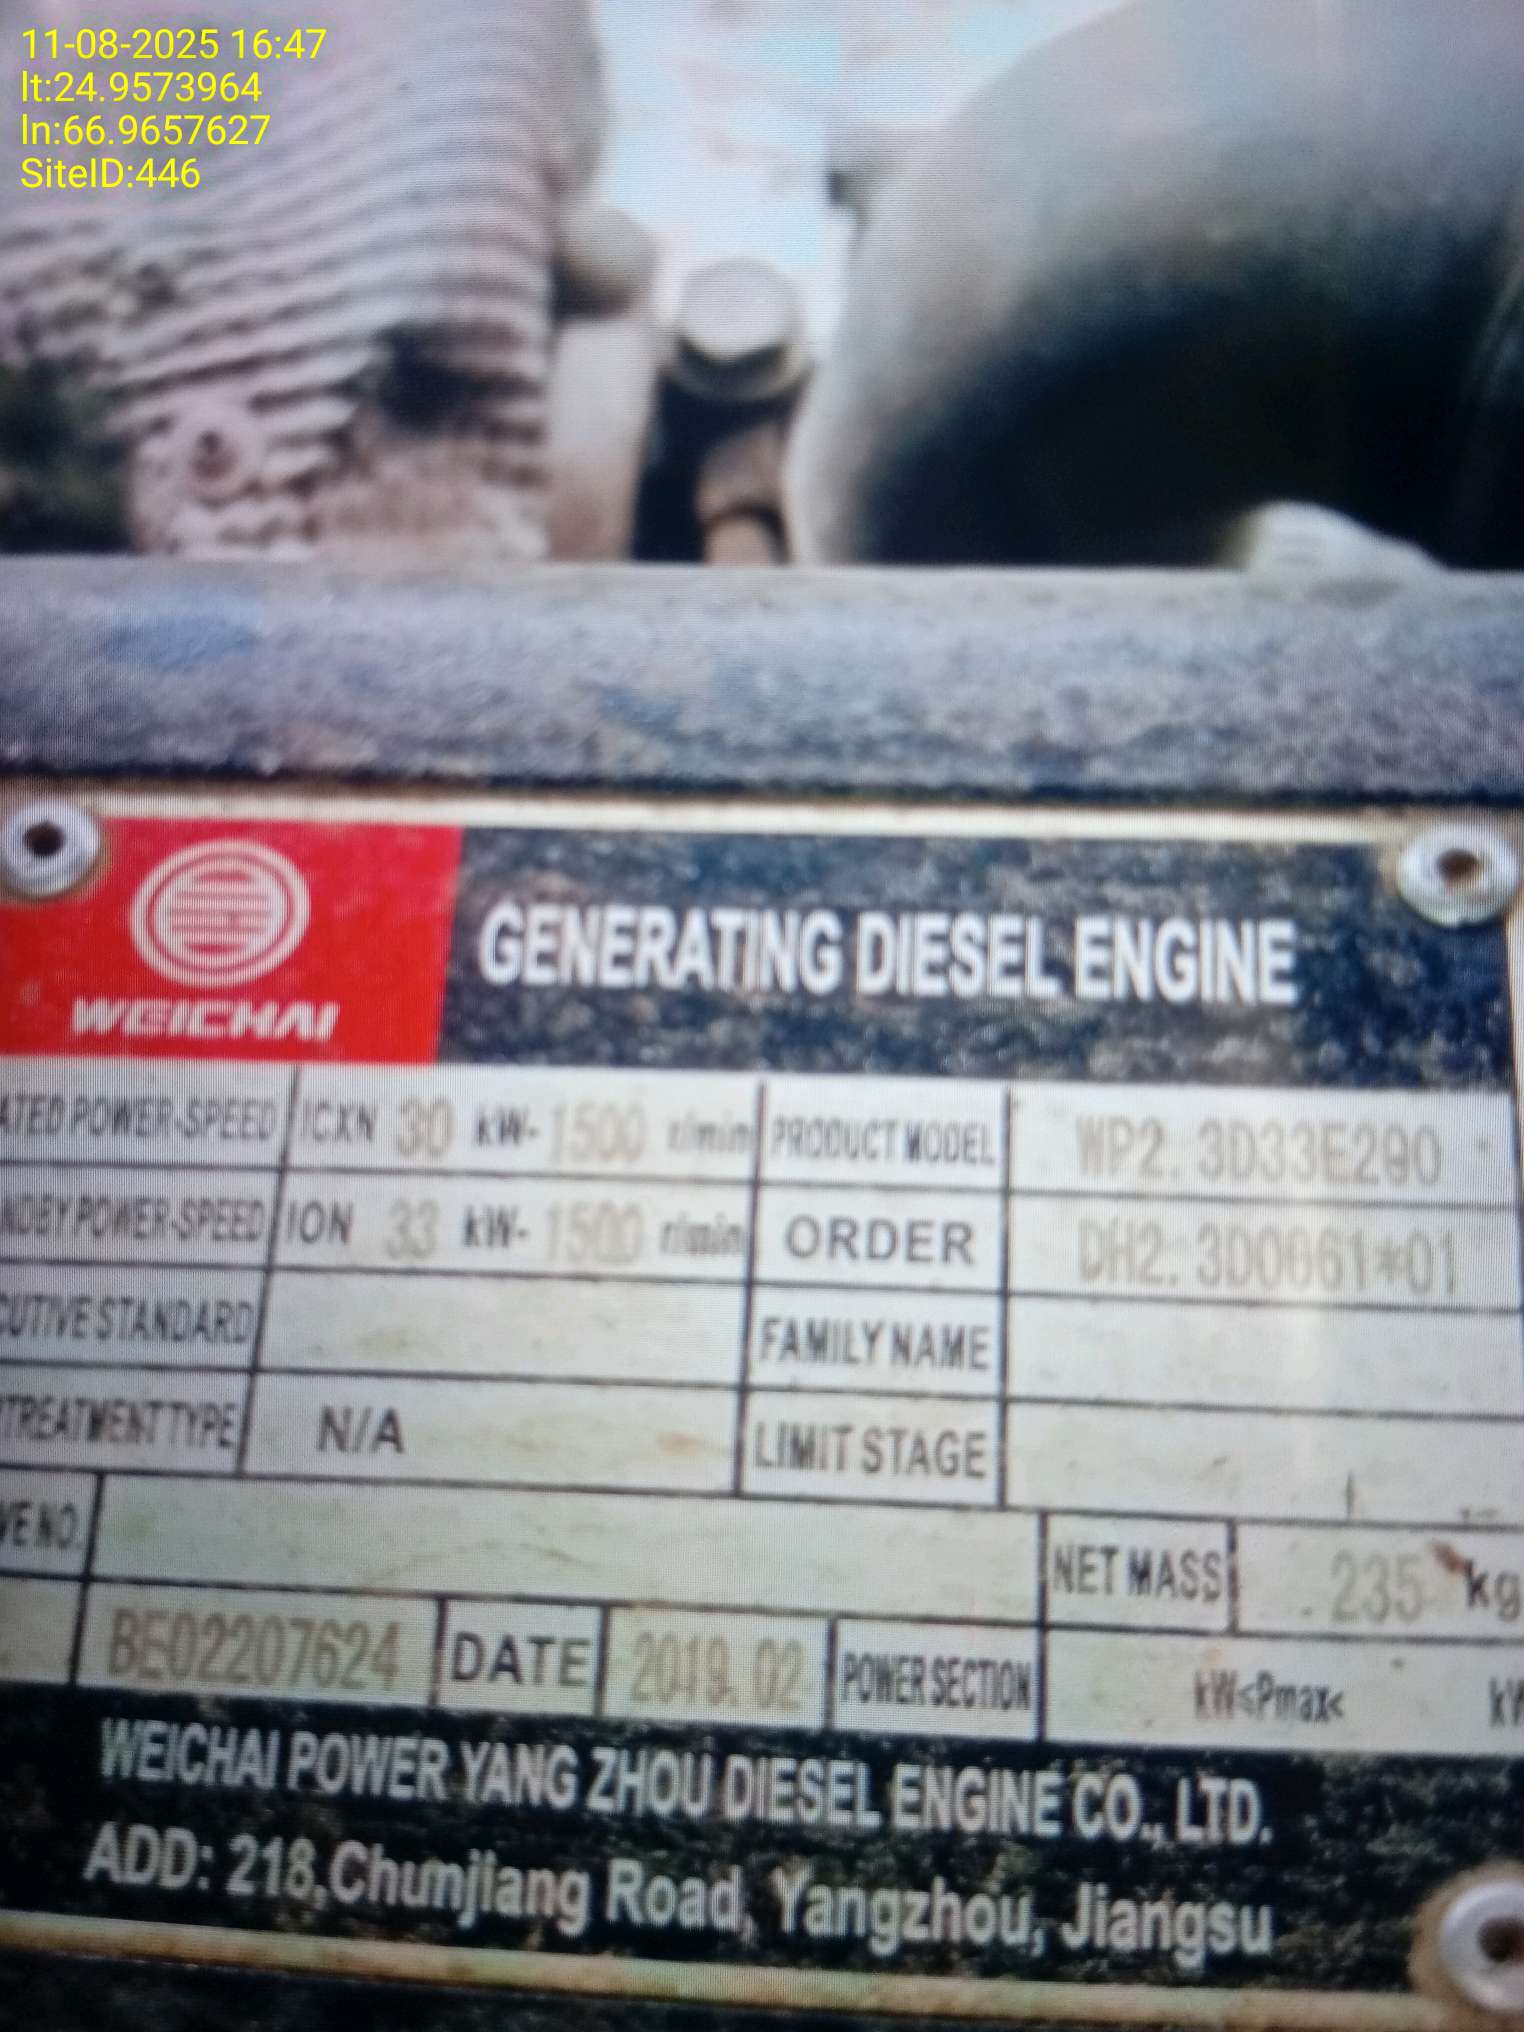 11-08-2025 16:47
lt:24.9573964
ln:66.9657627
SiteID:446
WEICHAI
GENERATING DIESEL ENGINE
ATED POWER-SPEED ICXN 30 kW- 1500 r/min PRODUCT MODEL WP2.3D33E290
NDBY POWER-SPEED ION 33 kW- 1500 r/min ORDER DH2.3D0061*01
CUTIVE STANDARD FAMILY NAME
TREATMENT TYPE N/A LIMIT STAGE
VE NO. NET MASS 235 kg
BE02207624 DATE 2019.02 POWER SECTION kW<Pmax< kW
WEICHAI POWER YANG ZHOU DIESEL ENGINE CO., LTD.
ADD: 218,Chunjiang Road, Yangzhou, Jiangsu